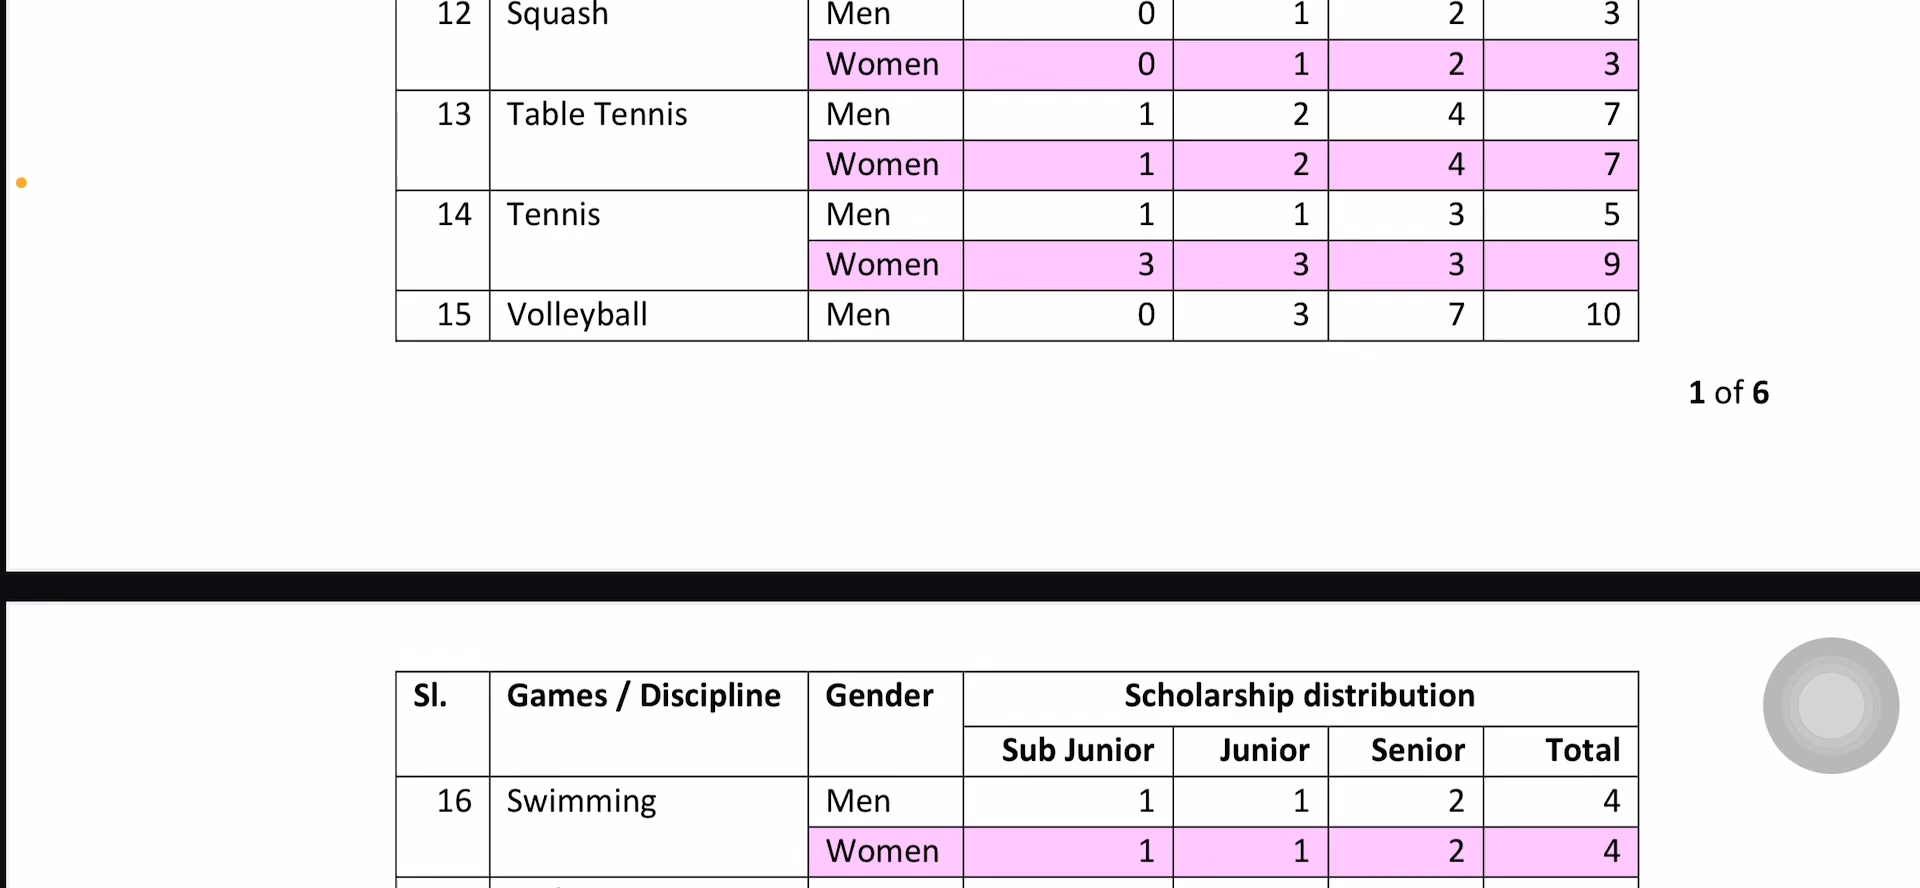 12 Squash Men 0 1 2 3
Women 0 1 2 3
13 Table Tennis Men 1 2 4 7
Women 1 2 4 7
14 Tennis Men 1 1 3 5
Women 3 3 3 9
15 Volleyball Men 0 3 7 10
1 of 6
Sl. Games / Discipline Gender Scholarship distribution
Sub Junior Junior Senior Total
16 Swimming Men 1 1 2 4
Women 1 1 2 4